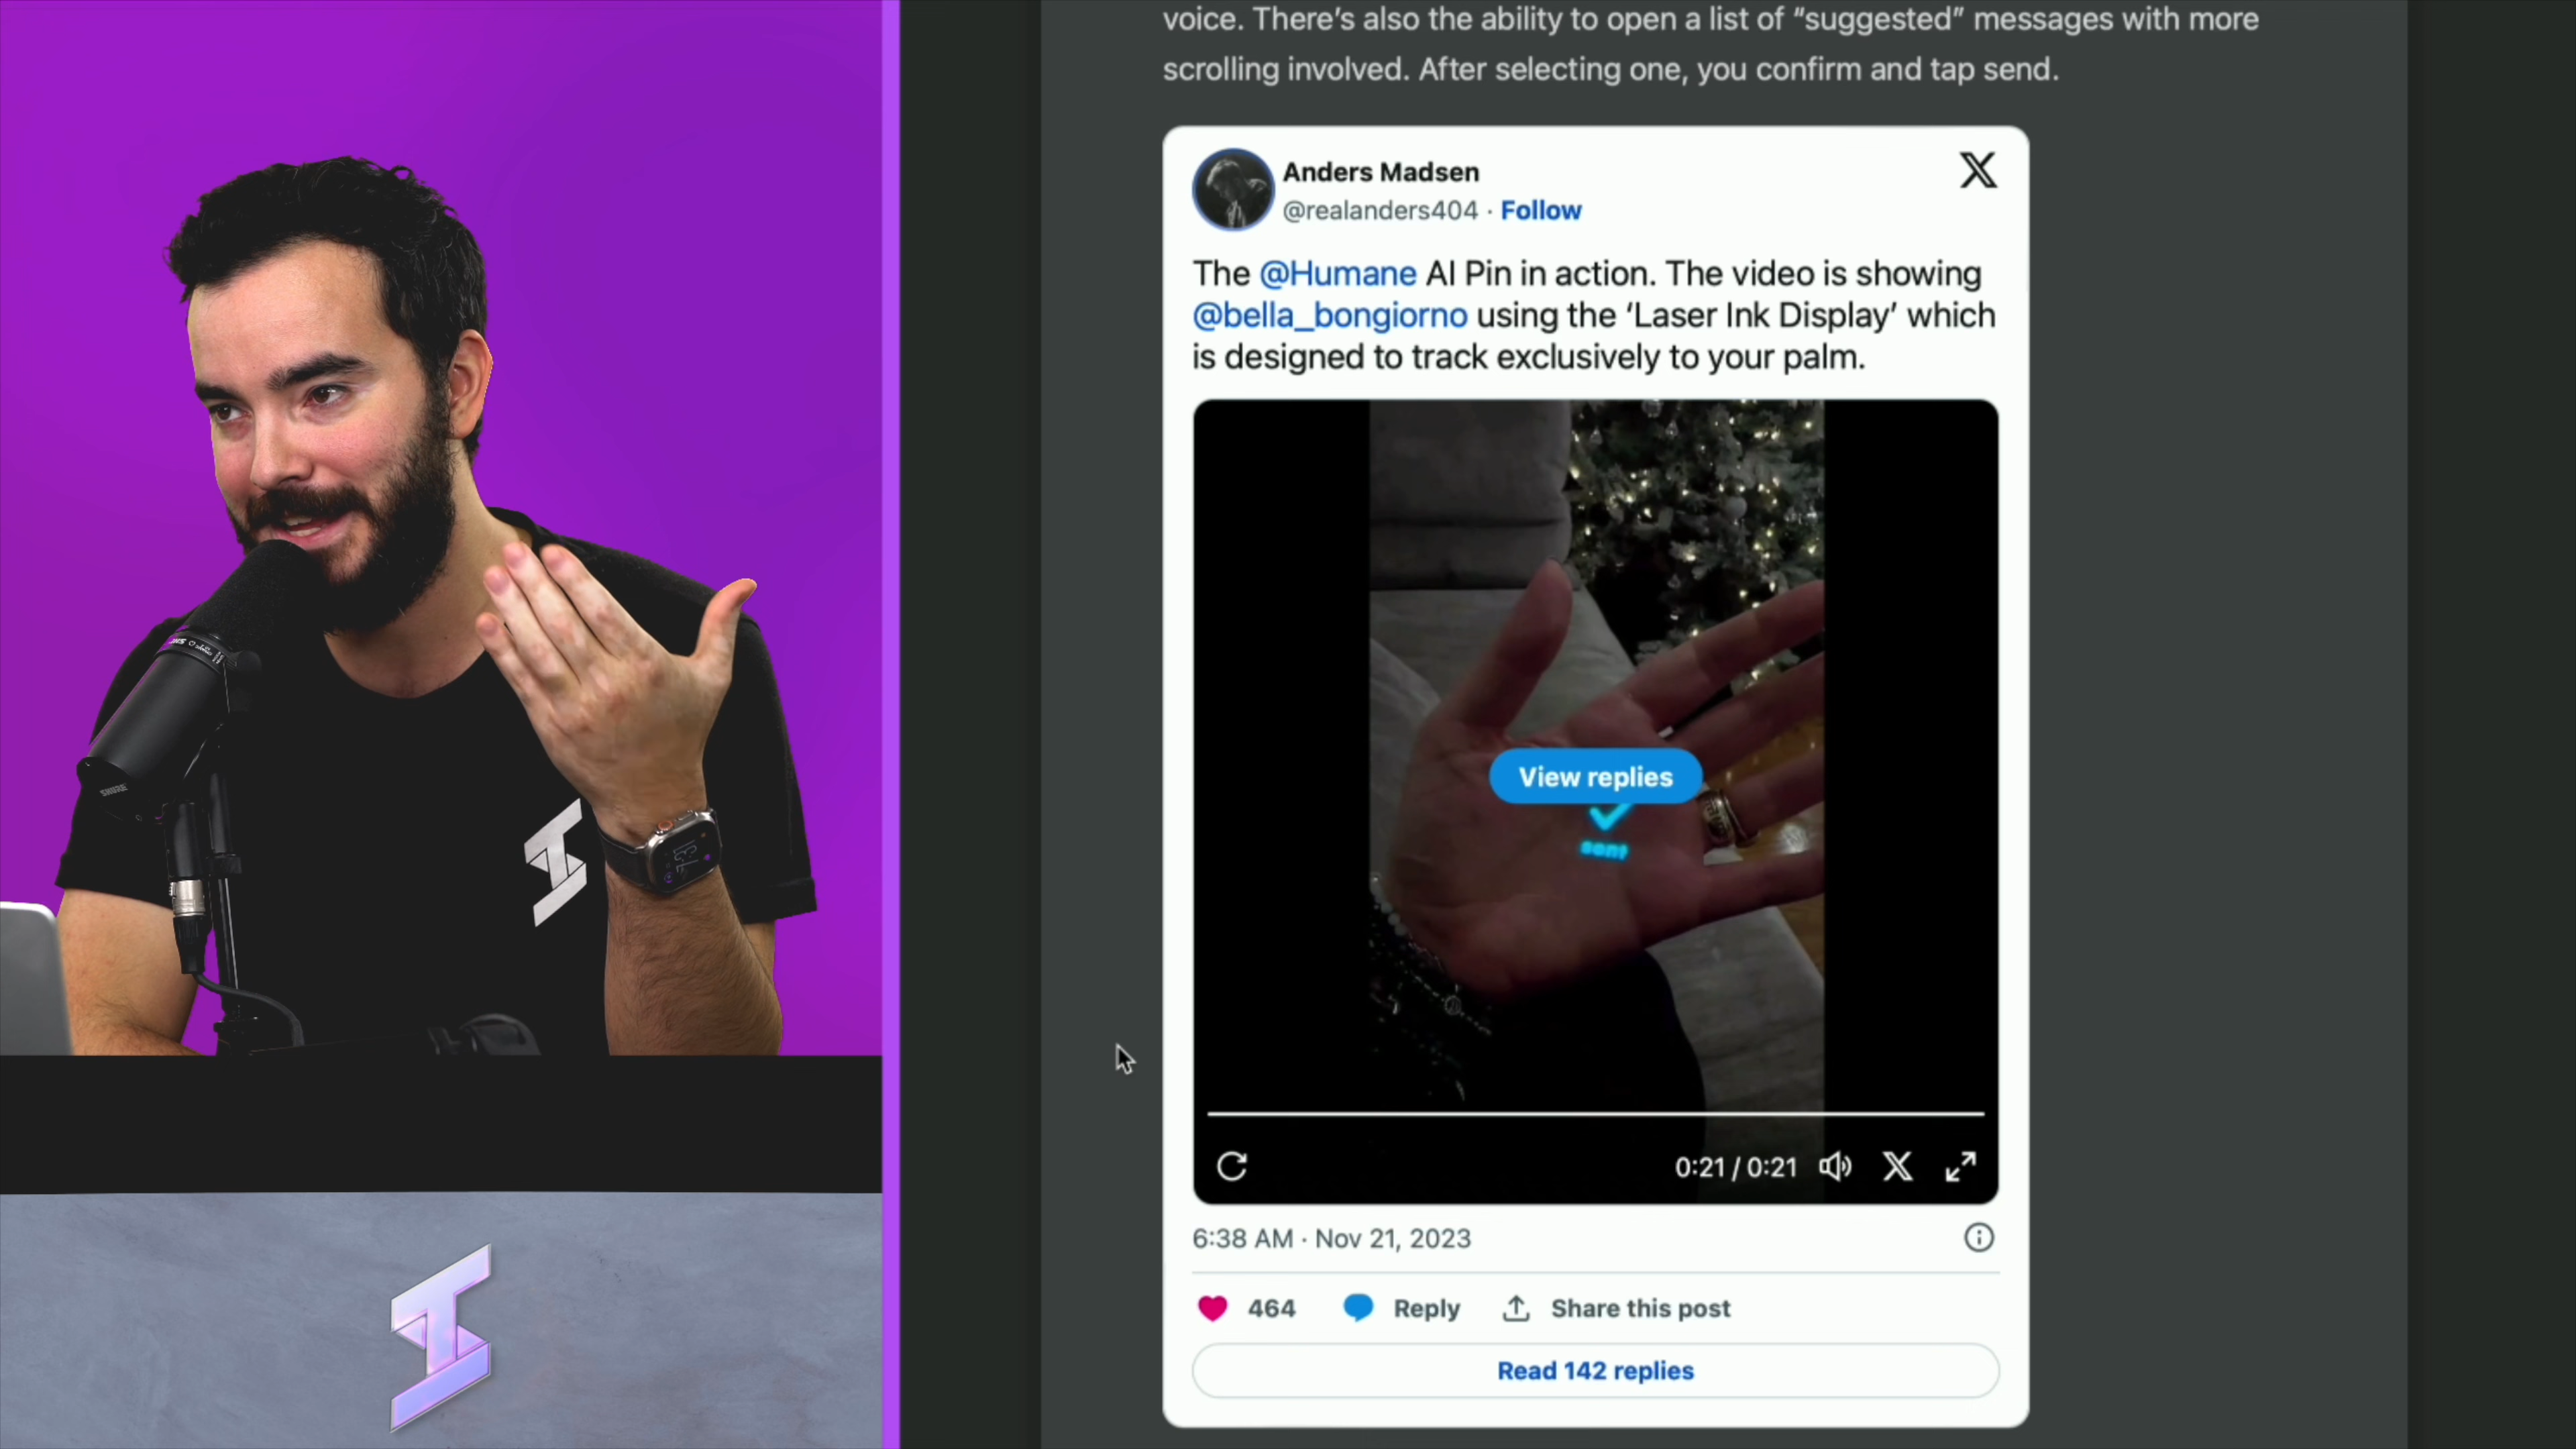 voice. There's also the ability to open a list of “suggested” messages with more
scrolling involved. After selecting one, you confirm and tap send.
Anders Madsen
@realanders404 · Follow
The @Humane AI Pin in action. The video is showing
@bella_bongiorno using the ‘Laser Ink Display’ which
is designed to track exclusively to your palm.
View replies
sent
0:21 / 0:21
6:38 AM · Nov 21, 2023
464 Reply Share this post
Read 142 replies
SHURE